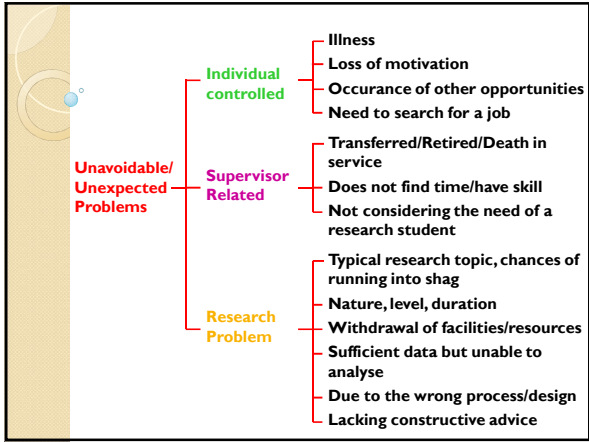 Unavoidable/
Unexpected
Problems
Individual
controlled
Illness
Loss of motivation
Occurance of other opportunities
Need to search for a job
Supervisor
Related
Transferred/Retired/Death in
service
Does not find time/have skill
Not considering the need of a
research student
Research
Problem
Typical research topic, chances of
running into shag
Nature, level, duration
Withdrawal of facilities/resources
Sufficient data but unable to
analyse
Due to the wrong process/design
Lacking constructive advice